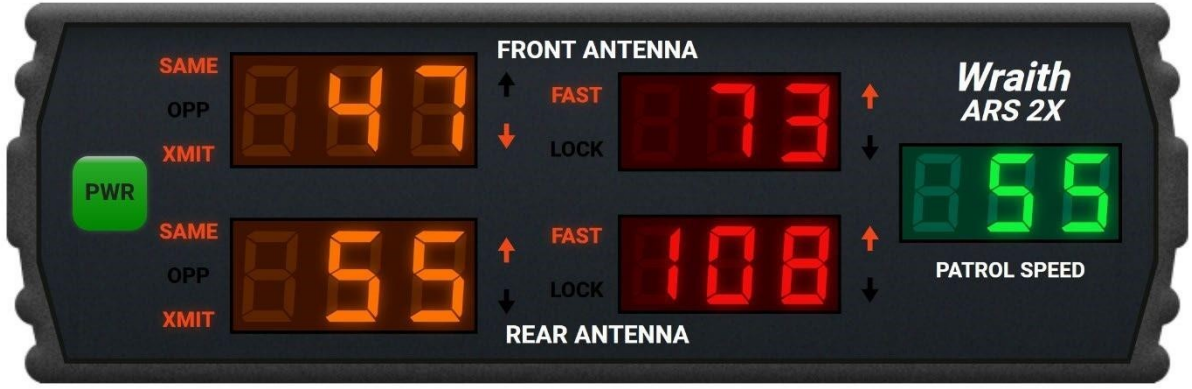 FRONT ANTENNA
SAME
OPP
XMIT
47
FAST
LOCK
73
Wraith
ARS 2X
PWR
55
PATROL SPEED
SAME
OPP
XMIT
55
FAST
LOCK
108
REAR ANTENNA